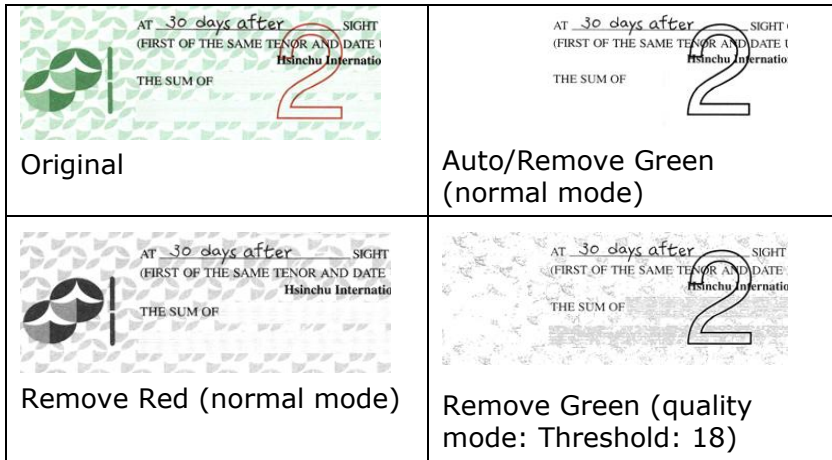 AT 30 days after SIGHT
(FIRST OF THE SAME TENOR AND DATE
Hsinchu Internatio
THE SUM OF
2
Original
AT 30 days after SIGHT
(FIRST OF THE SAME TENOR AND DATE
Hsinchu Internatio
THE SUM OF
2
Auto/Remove Green
(normal mode)
AT 30 days after SIGHT
(FIRST OF THE SAME TENOR AND DATE
Hsinchu Internatio
THE SUM OF
Remove Red (normal mode)
AT 30 days after SIGHT
(FIRST OF THE SAME TENOR AND DATE
Hsinchu Internatio
THE SUM OF
2
Remove Green (quality
mode: Threshold: 18)